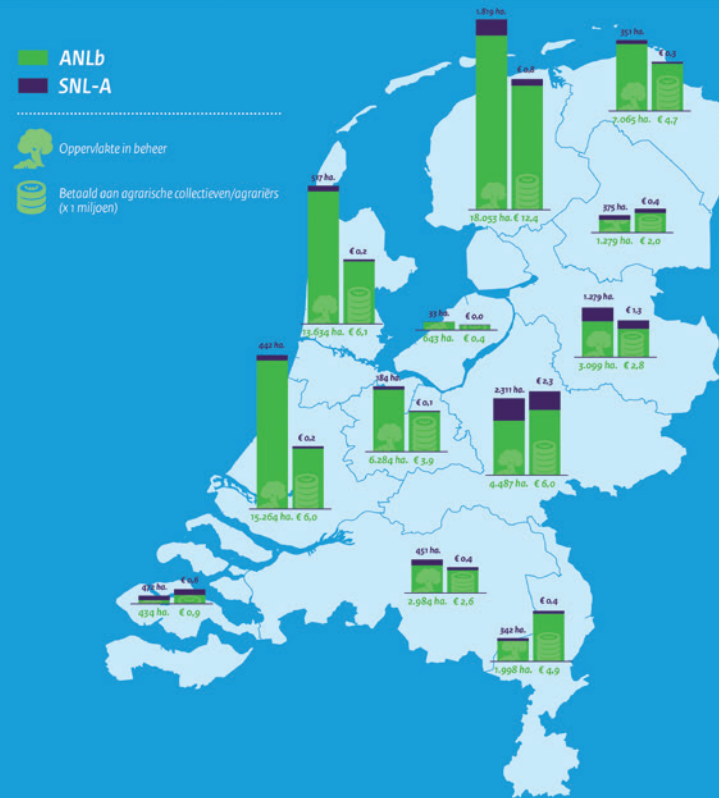 ANLb
SNL-A
Oppervlakte in beheer
Betaald aan agrarische collectieven/agrariërs
(x 1 miljoen)
1.819 ha.
€ 0,8
18.053 ha. € 12,4
351 ha.
€ 0,3
7.065 ha. € 4,7
375 ha.
€ 0,4
1.279 ha. € 2,0
517 ha.
€ 0,2
13.634 ha. € 6,1
33 ha.
€ 0,0
643 ha. € 0,4
1.279 ha.
€ 1,3
3.099 ha. € 2,8
442 ha.
€ 0,2
15.264 ha. € 6,0
184 ha.
€ 0,1
6.284 ha. € 3,9
2.311 ha.
€ 2,3
4.487 ha. € 6,0
472 ha.
€ 0,8
434 ha. € 0,9
451 ha.
€ 0,4
2.984 ha. € 2,6
342 ha.
€ 0,4
1.998 ha. € 4,9